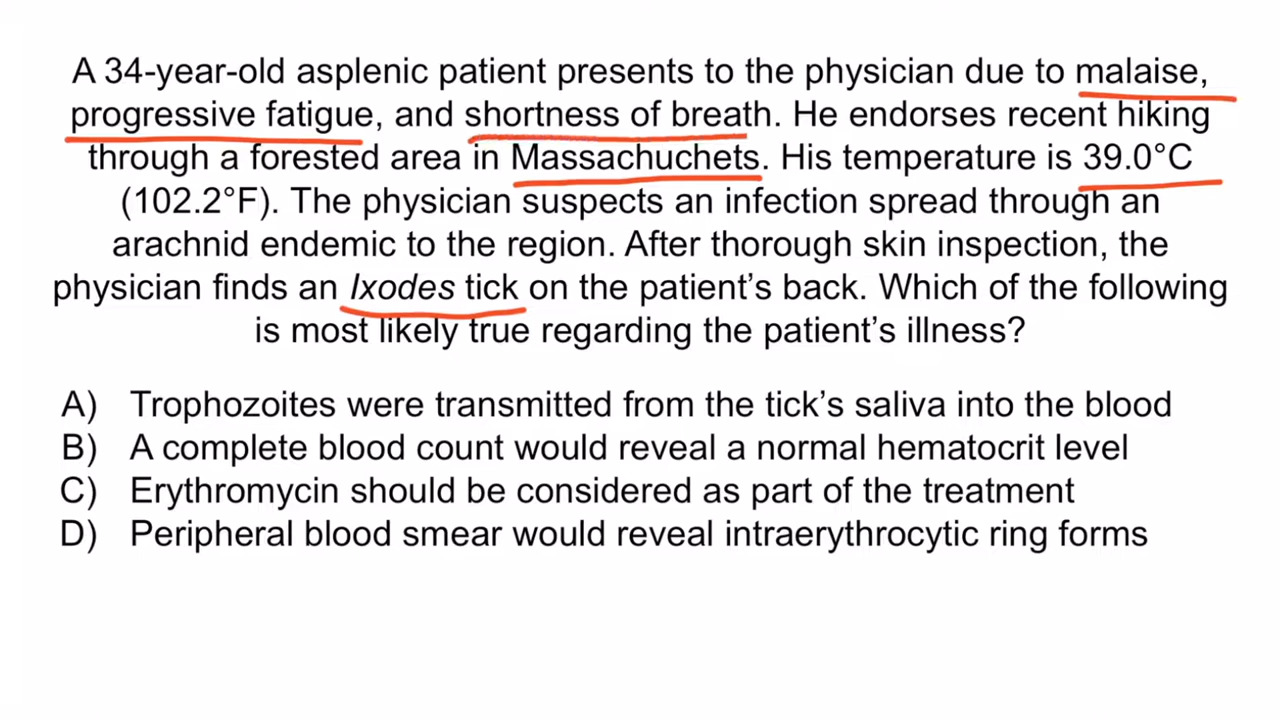 A 34-year-old asplenic patient presents to the physician due to malaise,
progressive fatigue, and shortness of breath. He endorses recent hiking
through a forested area in Massachuchets. His temperature is 39.0°C
(102.2°F). The physician suspects an infection spread through an
arachnid endemic to the region. After thorough skin inspection, the
physician finds an Ixodes tick on the patient's back. Which of the following
is most likely true regarding the patient's illness?
A) Trophozoites were transmitted from the tick's saliva into the blood
B) A complete blood count would reveal a normal hematocrit level
C) Erythromycin should be considered as part of the treatment
D) Peripheral blood smear would reveal intraerythrocytic ring forms